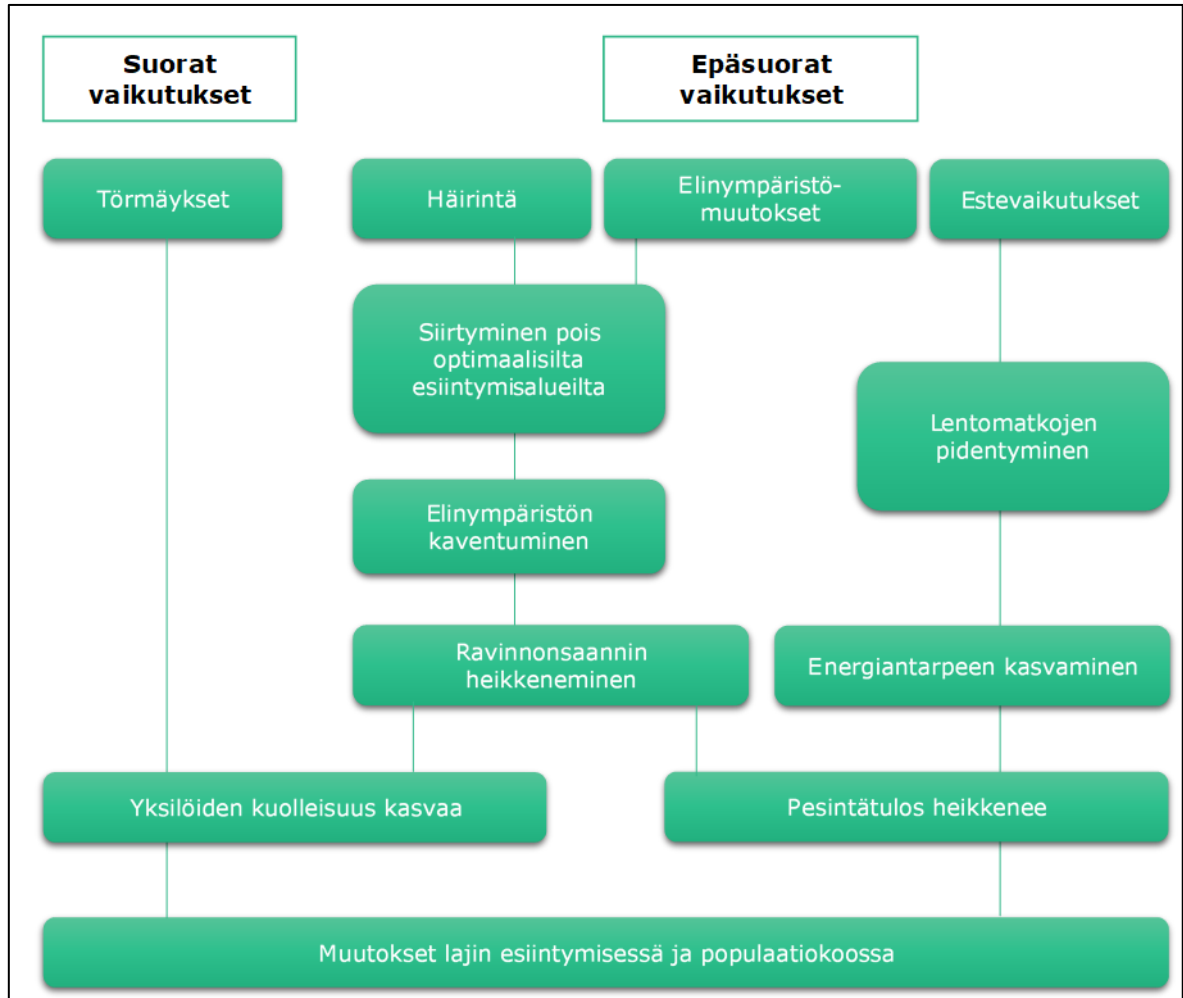 Suorat
vaikutukset
Epäsuorat
vaikutukset
Törmäykset
Häirintä
Elinympäristö-
muutokset
Estevaikutukset
Siirtyminen pois
optimaalisilta
esiintymisalueilta
Lentomatkojen
pidentyminen
Elinympäristön
kaventuminen
Ravinnonsaannin
heikkeneminen
Energiantarpeen kasvaminen
Yksilöiden kuolleisuus kasvaa
Pesintätulos heikkenee
Muutokset lajin esiintymisessä ja populaatiokoossa